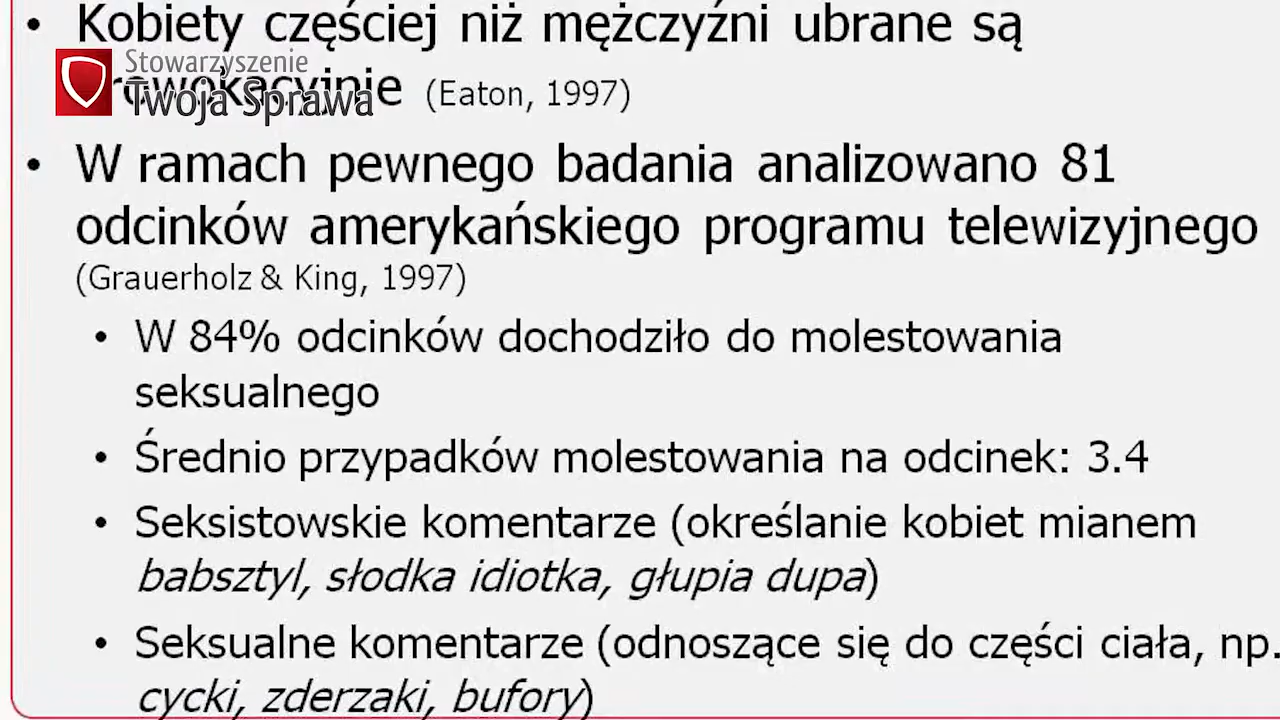 • Kobiety częściej niż mężczyźni ubrane są
Stowarzyszenie
prowokacyjnie (Eaton, 1997)
Twoja Sprawa
• W ramach pewnego badania analizowano 81
odcinków amerykańskiego programu telewizyjnego
(Grauerholz & King, 1997)
• W 84% odcinków dochodziło do molestowania
seksualnego
• Średnio przypadków molestowania na odcinek: 3.4
• Seksistowskie komentarze (określanie kobiet mianem
babsztyl, słodka idiotka, głupia dupa)
• Seksualne komentarze (odnoszące się do części ciała, np.
cycki, zderzaki, bufory)